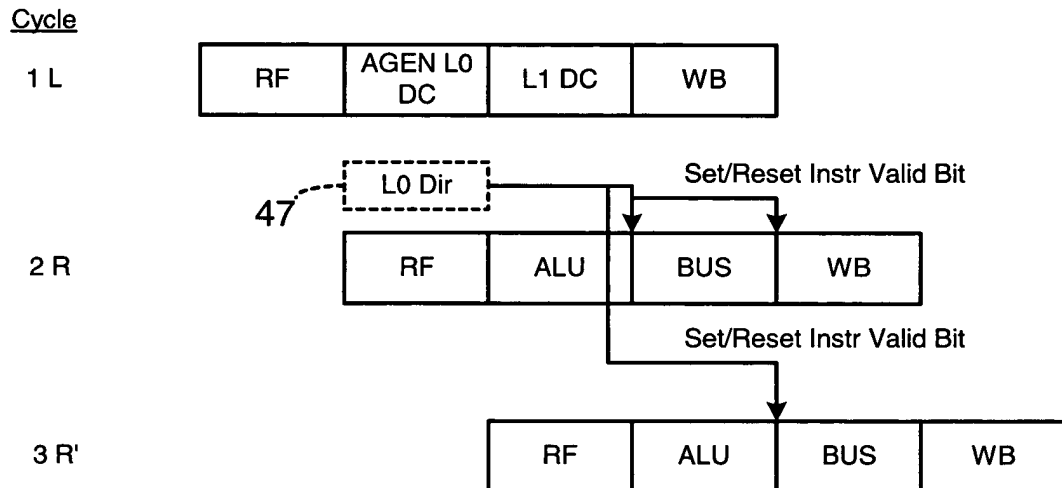 Cycle
1 L
RF
AGEN L0
DC
L1 DC
WB
47
L0 Dir
Set/Reset Instr Valid Bit
2 R
RF
ALU
BUS
WB
Set/Reset Instr Valid Bit
3 R'
RF
ALU
BUS
WB